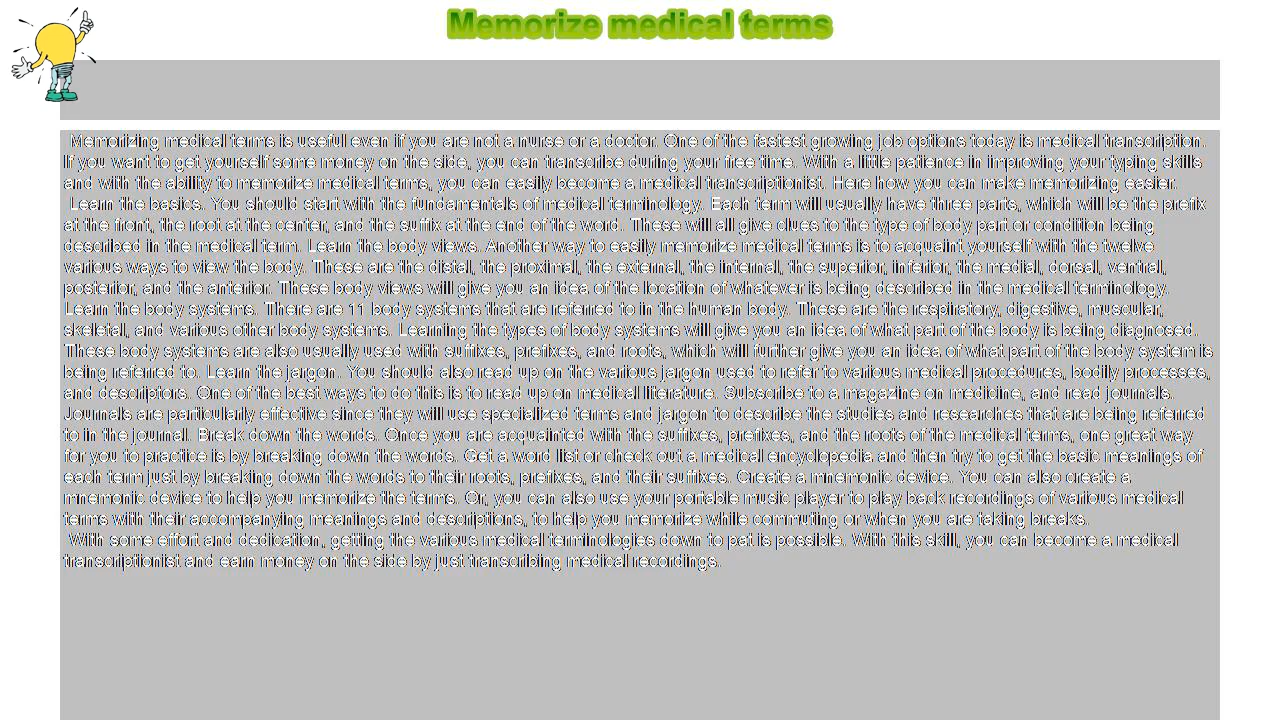 Memorize medical terms
Memorizing medical terms is useful even if you are not a nurse or a doctor. One of the fastest growing job options today is medical transcription.
If you want to get yourself some money on the side, you can transcribe during your free time. With a little patience in improving your typing skills
and with the ability to memorize medical terms, you can easily become a medical transcriptionist. Here how you can make memorizing easier.
Learn the basics. You should start with the fundamentals of medical terminology. Each term will usually have three parts, which will be the prefix
at the front, the root at the center, and the suffix at the end of the word. These will all give clues to the type of body part or condition being
described in the medical term. Learn the body views. Another way to easily memorize medical terms is to acquaint yourself with the twelve
various ways to view the body. These are the distal, the proximal, the external, the internal, the superior, inferior, the medial, dorsal, ventral,
posterior, and the anterior. These body views will give you an idea of the location of whatever is being described in the medical terminology.
Learn the body systems. There are 11 body systems that are referred to in the human body. These are the respiratory, digestive, muscular,
skeletal, and various other body systems. Learning the types of body systems will give you an idea of what part of the body is being diagnosed.
These body systems are also usually used with suffixes, prefixes, and roots, which will further give you an idea of what part of the body system is
being referred to. Learn the jargon. You should also read up on the various jargon used to refer to various medical procedures, bodily processes,
and descriptors. One of the best ways to do this is to read up on medical literature. Subscribe to a magazine on medicine, and read journals.
Journals are particularly effective since they will use specialized terms and jargon to describe the studies and researches that are being referred
to in the journal. Break down the words. Once you are acquainted with the suffixes, prefixes, and the roots of the medical terms, one great way
for you to practice is by breaking down the words. Get a word list or check out a medical encyclopedia and then try to get the basic meanings of
each term just by breaking down the words to their roots, prefixes, and their suffixes. Create a mnemonic device. You can also create a
mnemonic device to help you memorize the terms. Or, you can also use your portable music player to play back recordings of various medical
terms with their accompanying meanings and descriptions, to help you memorize while commuting or when you are taking breaks.
With some effort and dedication, getting the various medical terminologies down to pat is possible. With this skill, you can become a medical
transcriptionist and earn money on the side by just transcribing medical recordings.